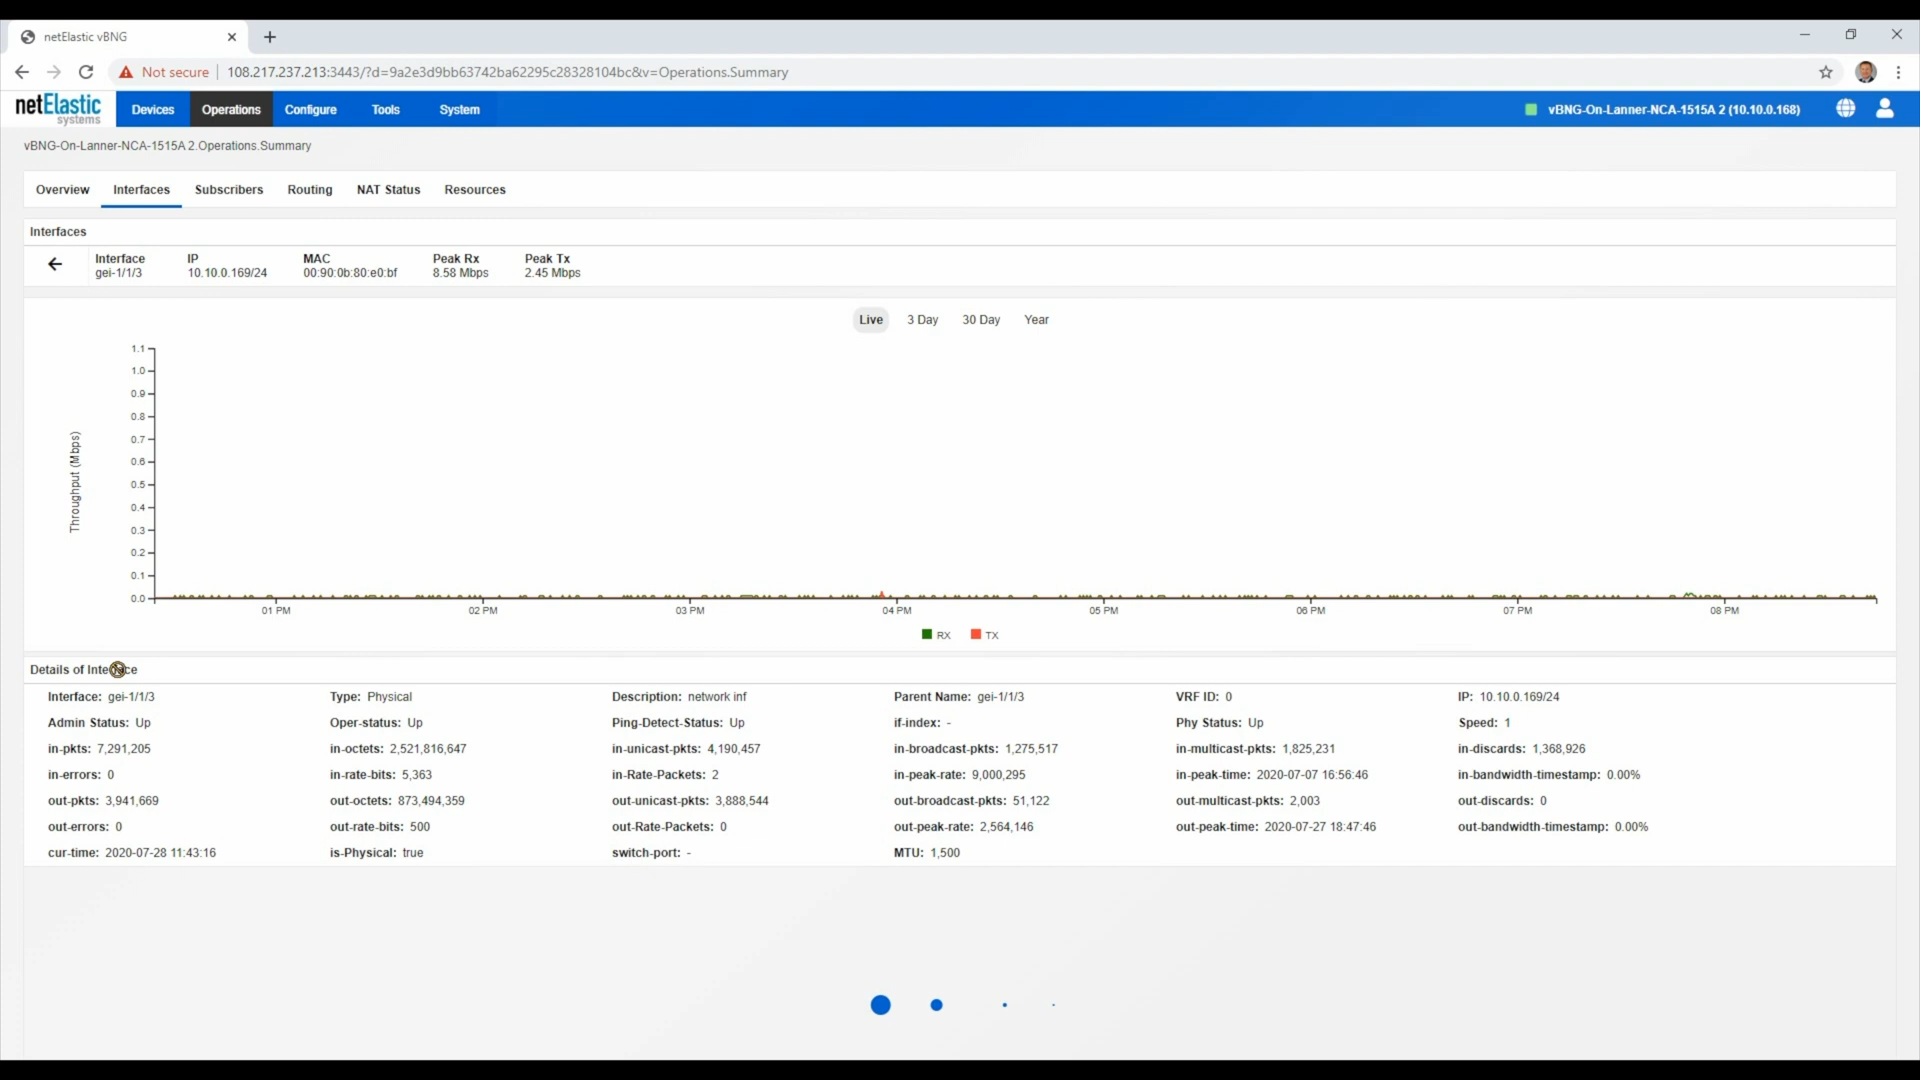 netElastic vBNG
Not secure 108.217.237.213:3443/?d=9a2e3d9bb63742ba62295c28328104bc&v=Operations.Summary
netElastic systems Devices Operations Configure Tools System vBNG-On-Lanner-NCA-1515A 2 (10.10.0.168)
vBNG-On-Lanner-NCA-1515A 2.Operations.Summary
Overview Interfaces Subscribers Routing NAT Status Resources
Interfaces
Interface IP MAC Peak Rx Peak Tx
gei-1/1/3 10.10.0.169/24 00:90:0b:80:e0:bf 8.58 Mbps 2.45 Mbps
Live 3 Day 30 Day Year
Throughput (Mbps)
1.1
1.0
0.9
0.8
0.7
0.6
0.5
0.4
0.3
0.2
0.1
0.0
01 PM 02 PM 03 PM 04 PM 05 PM 06 PM 07 PM 08 PM
RX TX
Details of Interface
Interface: gei-1/1/3 Type: Physical Description: network inf Parent Name: gei-1/1/3 VRF ID: 0 IP: 10.10.0.169/24
Admin Status: Up Oper-status: Up Ping-Detect-Status: Up if-index: - Phy Status: Up Speed: 1
in-pkts: 7,291,205 in-octets: 2,521,816,647 in-unicast-pkts: 4,190,457 in-broadcast-pkts: 1,275,517 in-multicast-pkts: 1,825,231 in-discards: 1,368,926
in-errors: 0 in-rate-bits: 5,363 in-Rate-Packets: 2 in-peak-rate: 9,000,295 in-peak-time: 2020-07-07 16:56:46 in-bandwidth-timestamp: 0.00%
out-pkts: 3,941,669 out-octets: 873,494,359 out-unicast-pkts: 3,888,544 out-broadcast-pkts: 51,122 out-multicast-pkts: 2,003 out-discards: 0
out-errors: 0 out-rate-bits: 500 out-Rate-Packets: 0 out-peak-rate: 2,564,146 out-peak-time: 2020-07-27 18:47:46 out-bandwidth-timestamp: 0.00%
cur-time: 2020-07-28 11:43:16 is-Physical: true switch-port: - MTU: 1,500